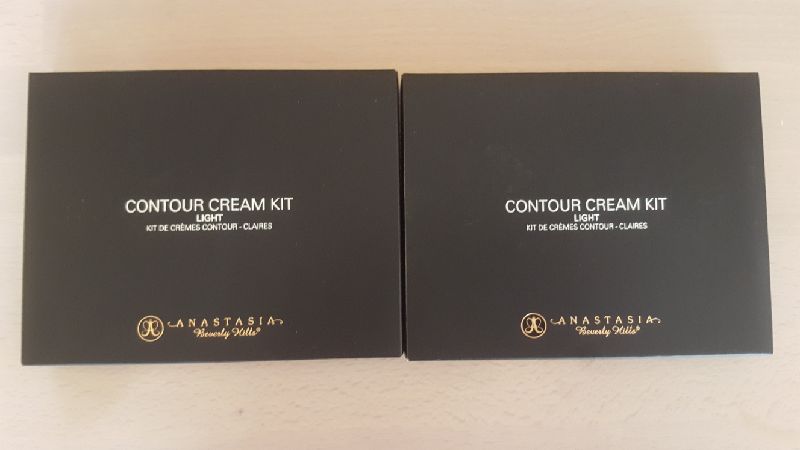 CONTOUR CREAM KIT
LIGHT
KIT DE CRÈMES CONTOUR - CLAIRES
ANASTASIA
Beverly Hills®
CONTOUR CREAM KIT
LIGHT
KIT DE CRÈMES CONTOUR - CLAIRES
ANASTASIA
Beverly Hills®